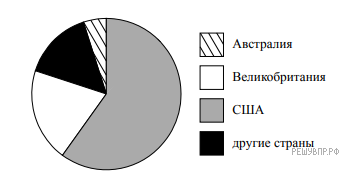 Австралия
Великобритания
США
другие страны
РЕШУВПР.РФ